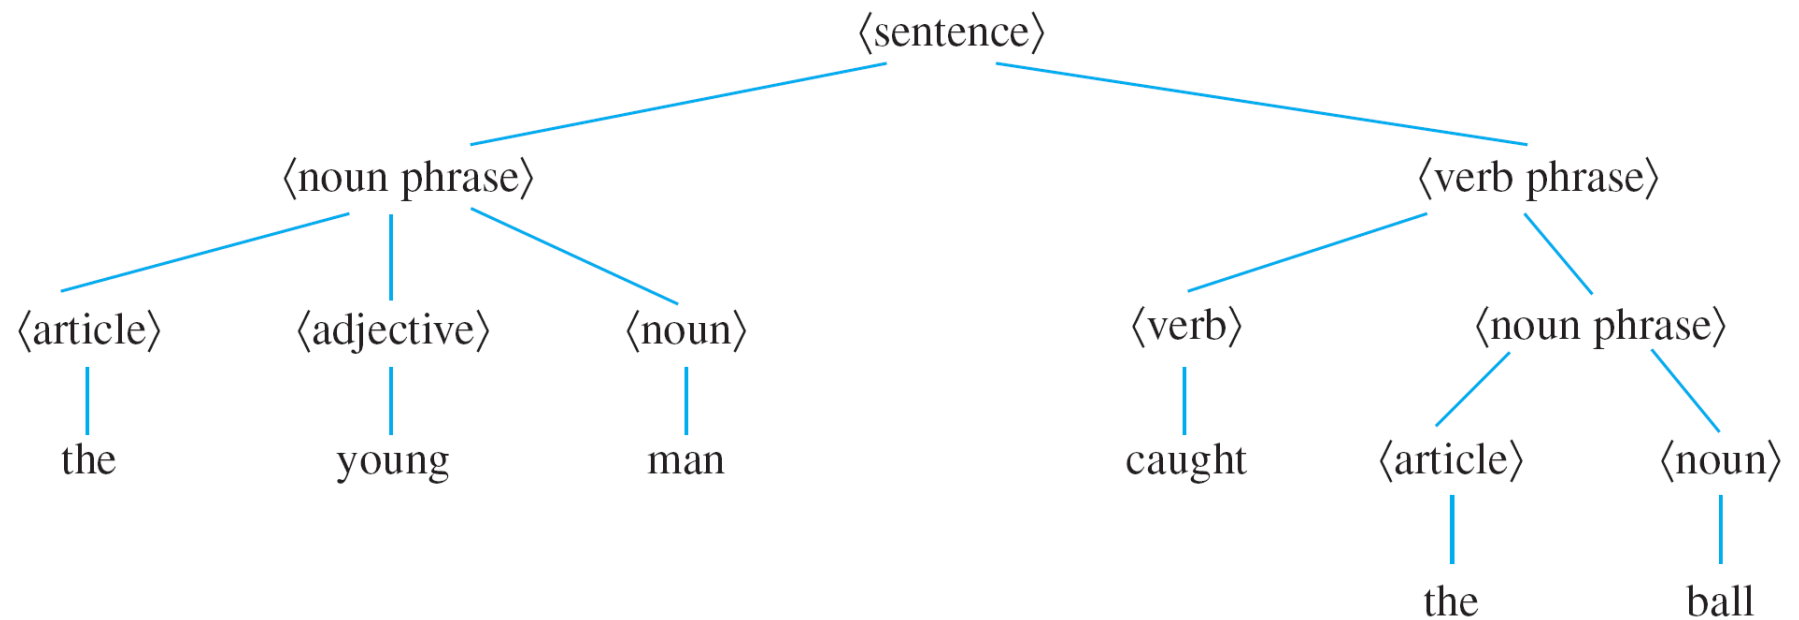 ⟨sentence⟩
⟨noun phrase⟩ ⟨verb phrase⟩
⟨article⟩ ⟨adjective⟩ ⟨noun⟩ ⟨verb⟩ ⟨noun phrase⟩
the young man caught ⟨article⟩ ⟨noun⟩
the ball